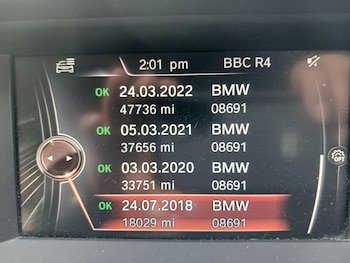 2:01 pm BBC R4
OK 24.03.2022 BMW
47736 mi 08691
OK 05.03.2021 BMW
37656 mi 08691
OK 03.03.2020 BMW
33751 mi 08691
OK 24.07.2018 BMW
18029 mi 08691
OPT